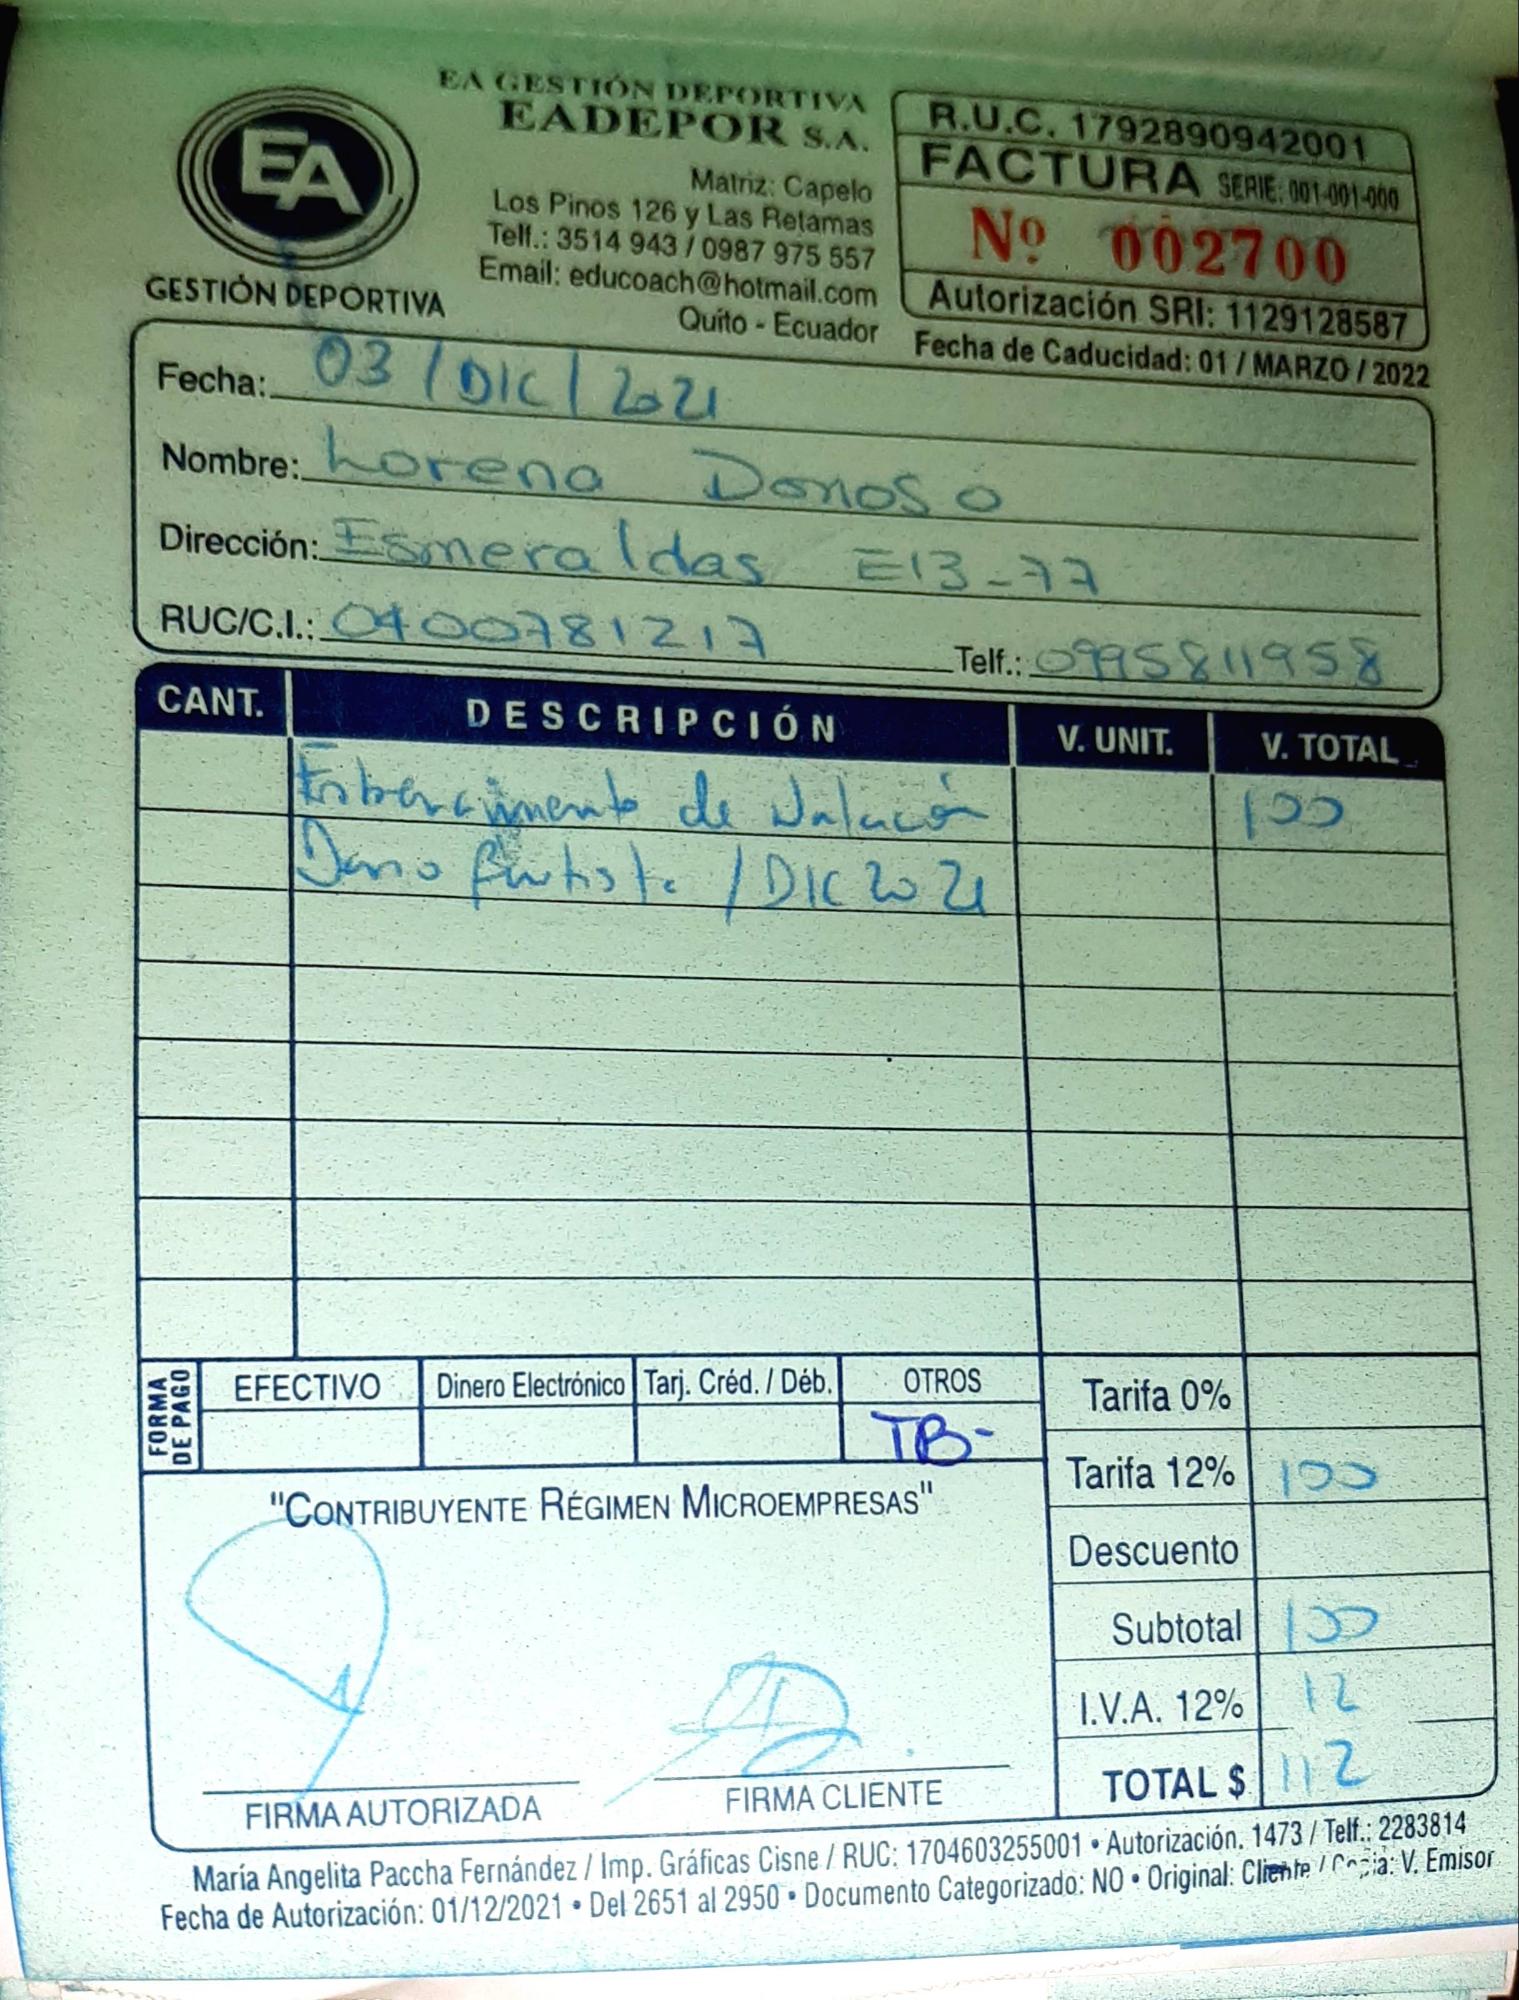 EA GESTIÓN DEPORTIVA
EADEPOR S.A.
EA
GESTIÓN DEPORTIVA
Matriz: Capelo
Los Pinos 126 y Las Retamas
Telf.: 3514 943 / 0987 975 557
Email: educoach@hotmail.com
Quito - Ecuador
R.U.C. 1792890942001
FACTURA SERIE: 001-001-000
Nº 002700
Autorización SRI: 1129128587
Fecha de Caducidad: 01 / MARZO / 2022
Fecha: 03 / DIC / 2021
Nombre: Lorena Donoso
Dirección: Esmeraldas E13-77
RUC/C.I.: 0400781217 Telf.: 0995811958
CANT. DESCRIPCIÓN V. UNIT. V. TOTAL
de Natación 100
Bautista / DIC 2021
FORMA DE PAGO EFECTIVO Dinero Electrónico Tarj. Créd. / Déb. OTROS
TB-
Tarifa 0%
Tarifa 12% 100
Descuento
Subtotal 100
I.V.A. 12% 12
TOTAL $ 112
"CONTRIBUYENTE RÉGIMEN MICROEMPRESAS"
FIRMA AUTORIZADA FIRMA CLIENTE
María Angelita Paccha Fernández / Imp. Gráficas Cisne / RUC: 1704603255001 • Autorización. 1473 / Telf.: 2283814
Fecha de Autorización: 01/12/2021 • Del 2651 al 2950 • Documento Categorizado: NO • Original: Cliente / Copia: V. Emisor